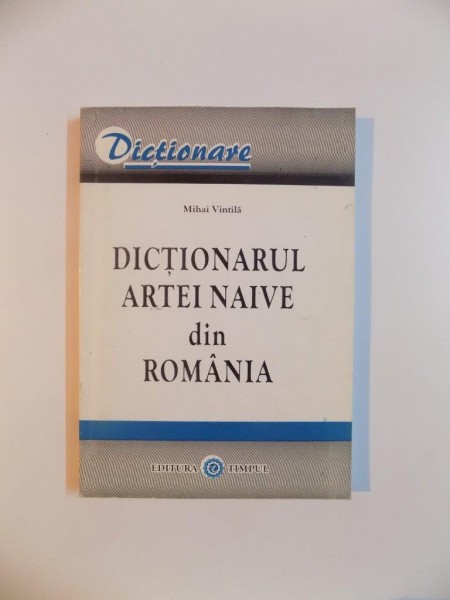 Dicționare
Mihai Vintilă
DICȚIONARUL
ARTEI NAIVE
din
ROMÂNIA
EDITURA TIMPUL